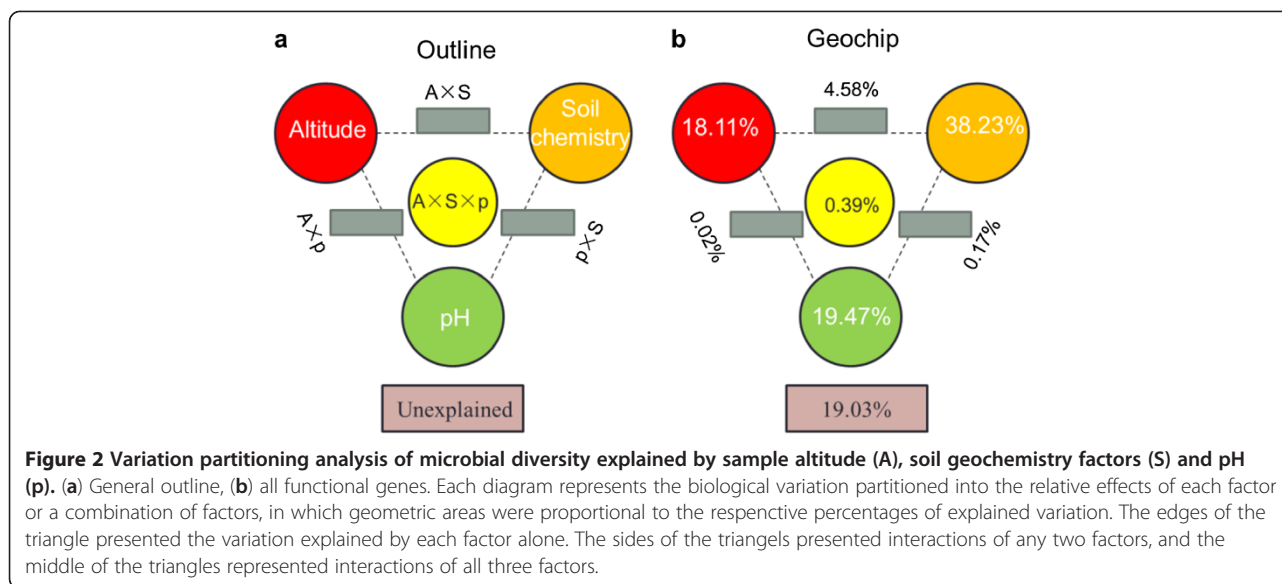 a
Outline
A×S
Altitude
Soil
chemistry
A×S×p
A×p
p×S
pH
Unexplained
b
Geochip
4.58%
18.11%
38.23%
0.39%
0.02%
0.17%
19.47%
19.03%
Figure 2 Variation partitioning analysis of microbial diversity explained by sample altitude (A), soil geochemistry factors (S) and pH
(p). (a) General outline, (b) all functional genes. Each diagram represents the biological variation partitioned into the relative effects of each factor
or a combination of factors, in which geometric areas were proportional to the respenctive percentages of explained variation. The edges of the
triangle presented the variation explained by each factor alone. The sides of the triangels presented interactions of any two factors, and the
middle of the triangles represented interactions of all three factors.